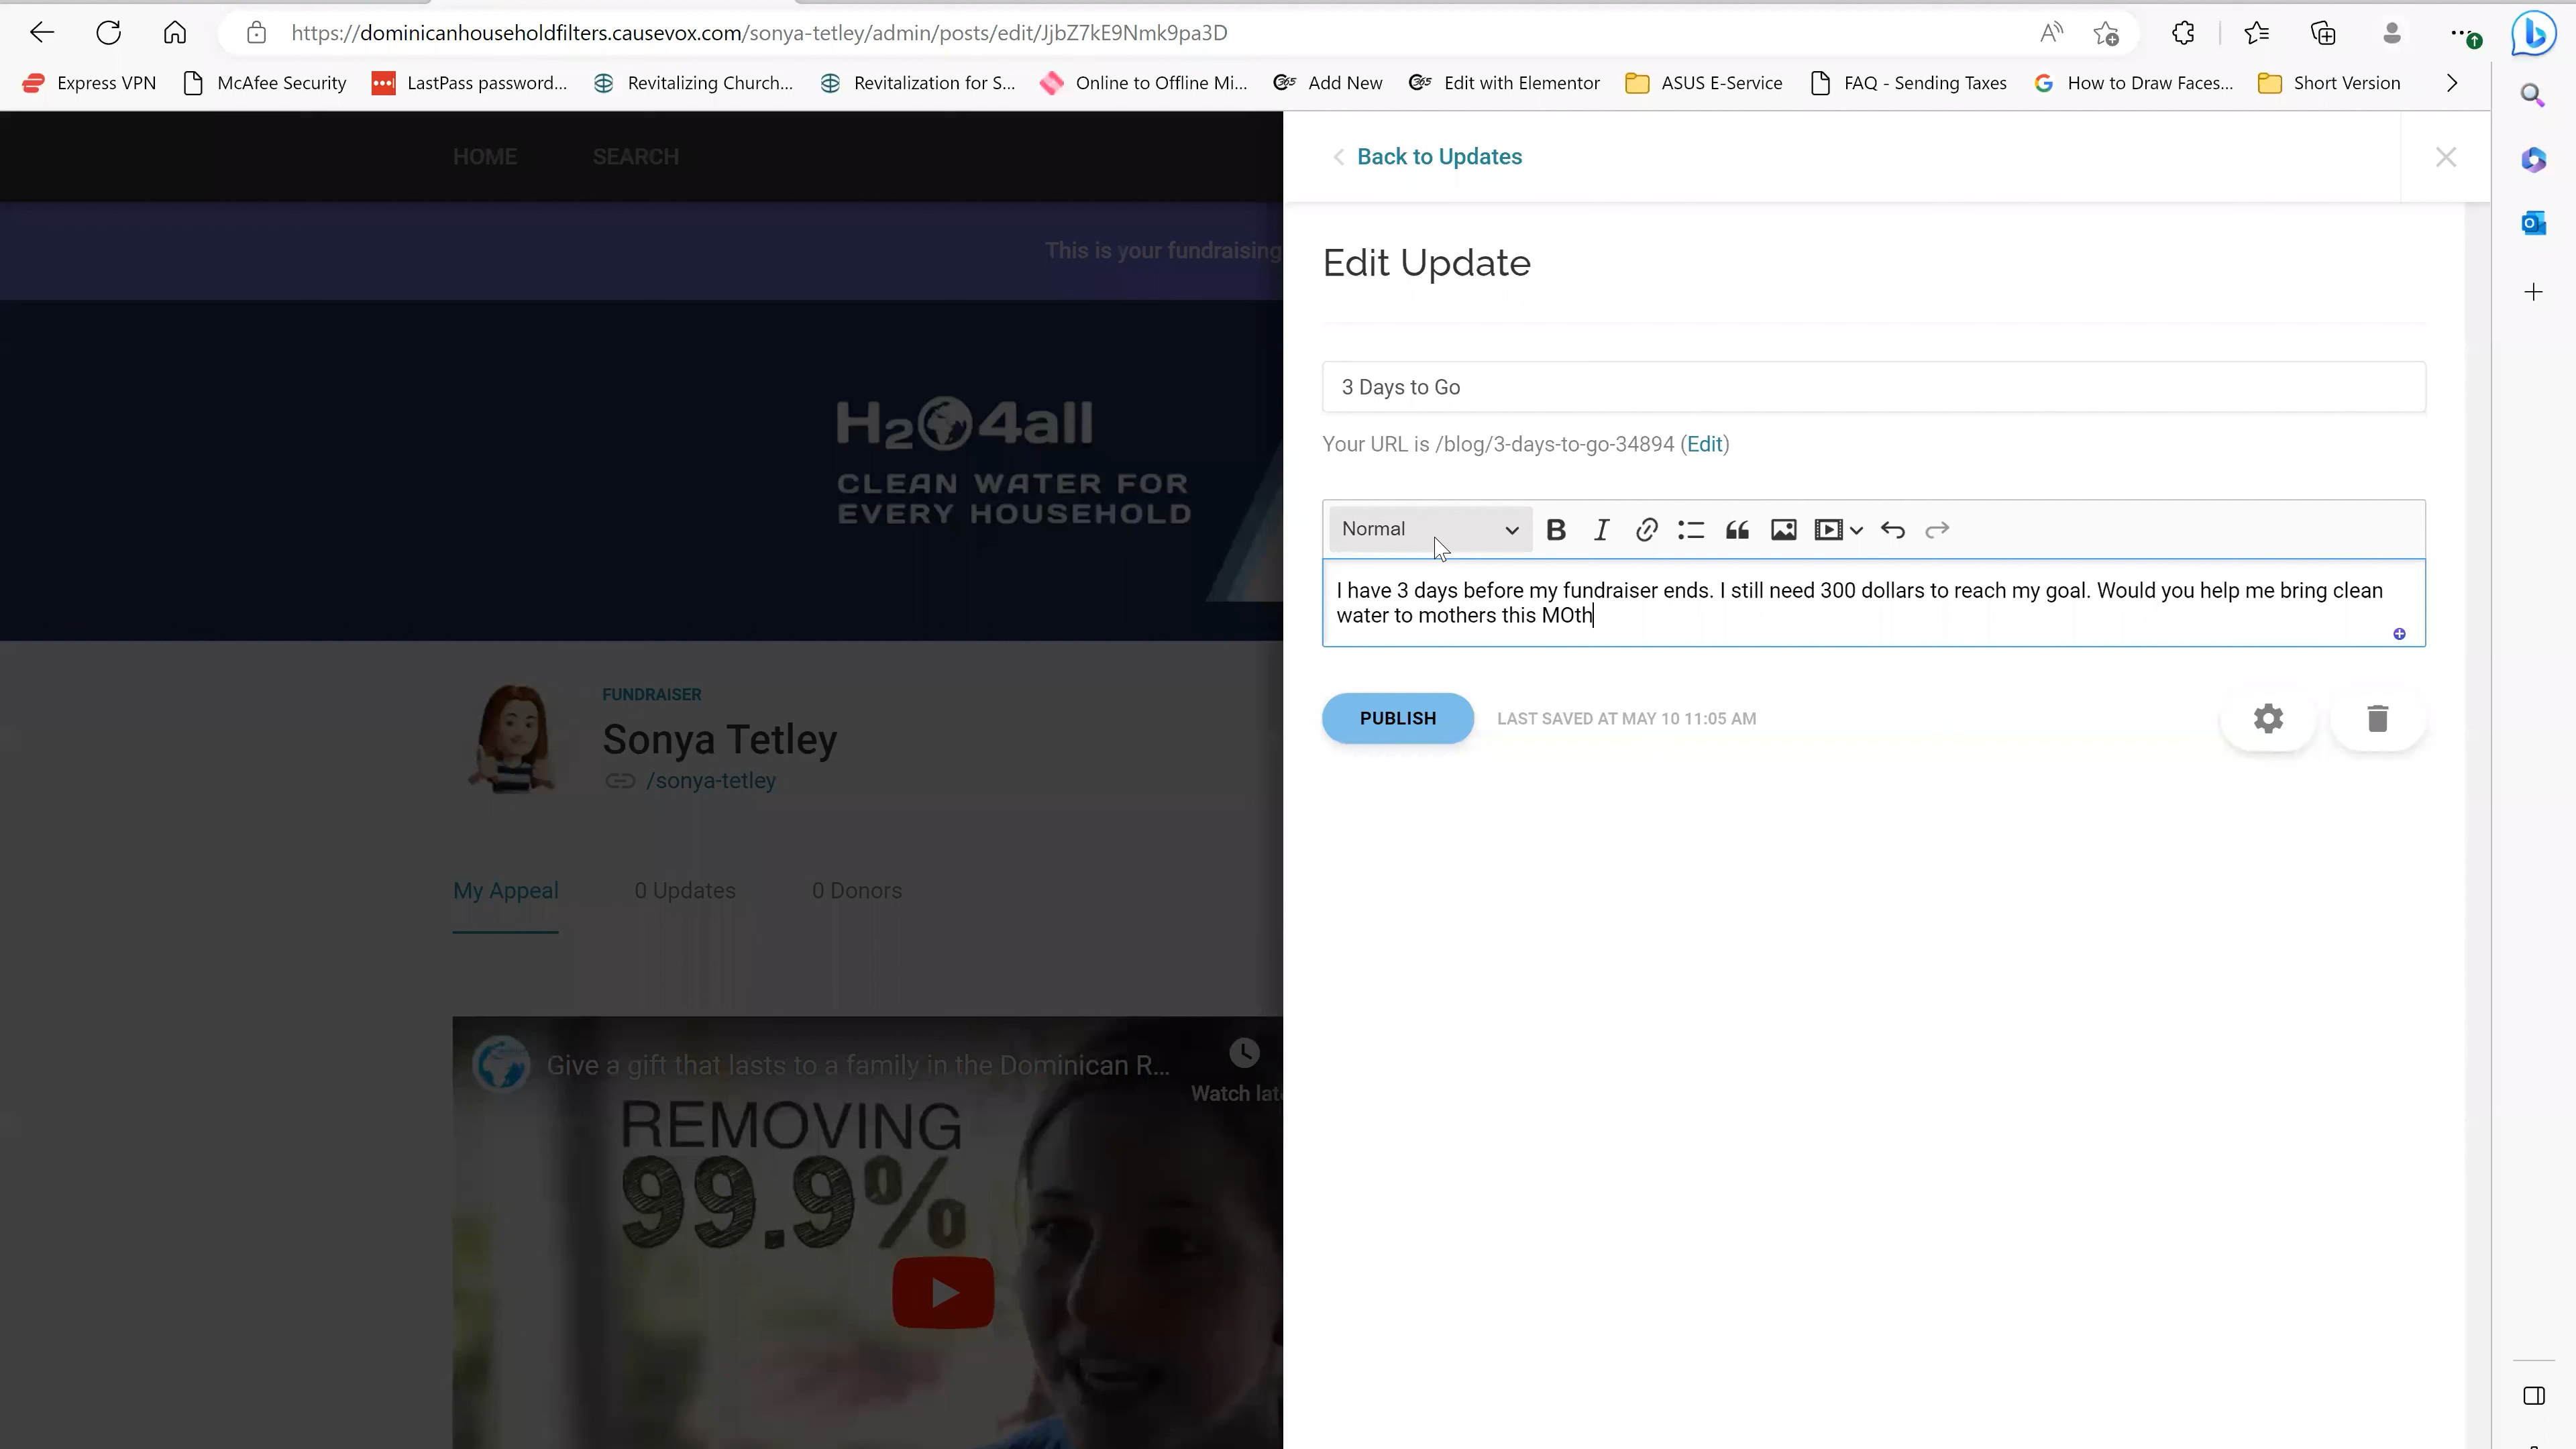 https://dominicanhouseholdfilters.causevox.com/sonya-tetley/admin/posts/edit/JjbZ7kE9Nmk9pa3D
Express VPN
McAfee Security
LastPass password...
Revitalizing Church...
Revitalization for S...
Online to Offline Mi...
Add New
Edit with Elementor
ASUS E-Service
FAQ - Sending Taxes
How to Draw Faces...
Short Version
HOME
SEARCH
This is your fundraising
H2O4all
CLEAN WATER FOR
EVERY HOUSEHOLD
FUNDRAISER
Sonya Tetley
/sonya-tetley
My Appeal
0 Updates
0 Donors
Give a gift that lasts to a family in the Dominican R...
REMOVING
99.9%
Back to Updates
Edit Update
3 Days to Go
Your URL is /blog/3-days-to-go-34894 (Edit)
Normal
I have 3 days before my fundraiser ends. I still need 300 dollars to reach my goal. Would you help me bring clean
water to mothers this MOth
PUBLISH
LAST SAVED AT MAY 10 11:05 AM